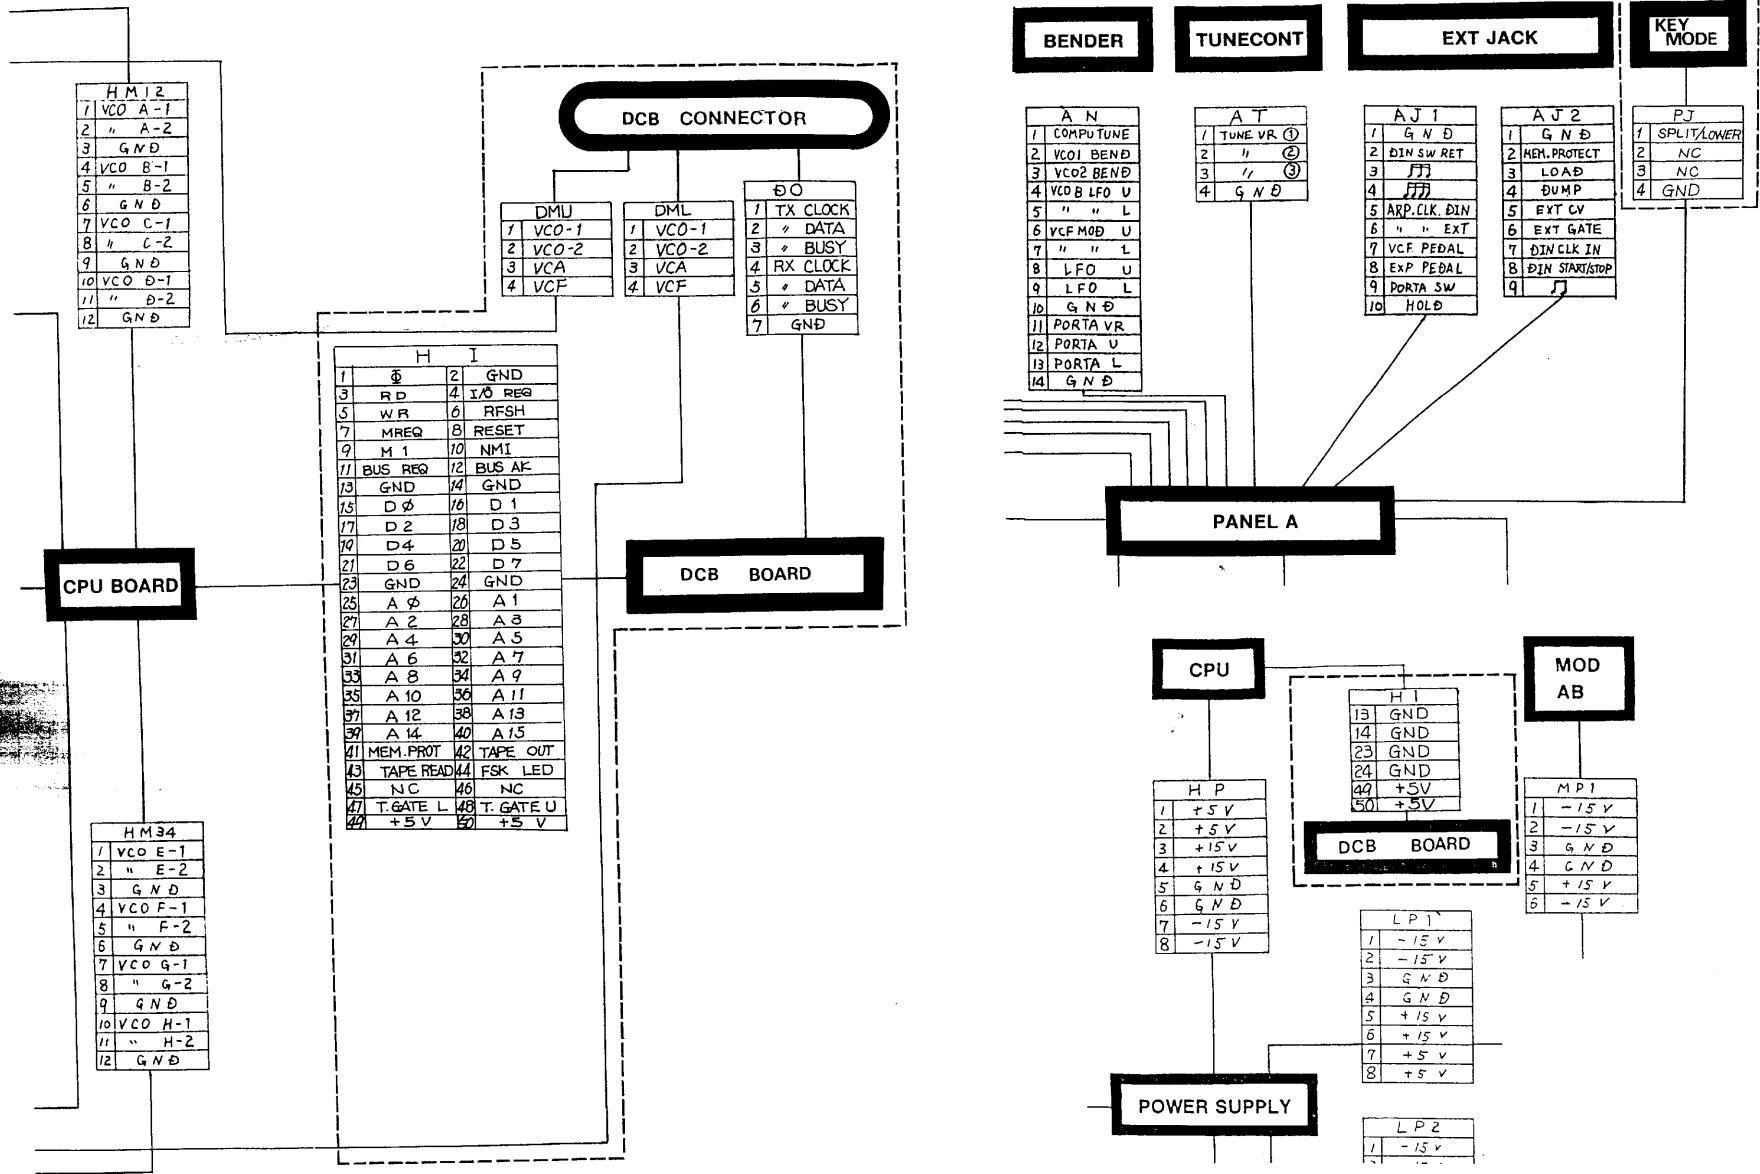 HM12
1 VCO A-1
2 " A-2
3 GND
4 VCO B-1
5 " B-2
6 GND
7 VCO C-1
8 " C-2
9 GND
10 VCO D-1
11 " D-2
12 GND
CPU BOARD
HM34
1 VCO E-1
2 " E-2
3 GND
4 VCO F-1
5 " F-2
6 GND
7 VCO G-1
8 " G-2
9 GND
10 VCO H-1
11 " H-2
12 GND
DCB CONNECTOR
DMU
1 VCO-1
2 VCO-2
3 VCA
4 VCF
DML
1 VCO-1
2 VCO-2
3 VCA
4 VCF
DO
1 TX CLOCK
2 " DATA
3 " BUSY
4 RX CLOCK
5 " DATA
6 " BUSY
7 GND
HI
1 Φ 2 GND
3 RD 4 I/O REQ
5 WR 6 RFSH
7 MREQ 8 RESET
9 M1 10 NMI
11 BUS REQ 12 BUS AK
13 GND 14 GND
15 DØ 16 D1
17 D2 18 D3
19 D4 20 D5
21 D6 22 D7
23 GND 24 GND
25 AØ 26 A1
27 A2 28 A3
29 A4 30 A5
31 A6 32 A7
33 A8 34 A9
35 A10 36 A11
37 A12 38 A13
39 A14 40 A15
41 MEM.PROT 42 TAPE OUT
43 TAPE READ 44 FSK LED
45 NC 46 NC
47 T.GATE L 48 T.GATE U
49 +5V 50 +5 V
DCB BOARD
BENDER
TUNECONT
EXT JACK
KEY MODE
AN
1 COMPUTUNE
2 VCO1 BEND
3 VCO2 BEND
4 VCO B LFO U
5 " " L
6 VCF MOD U
7 " " L
8 LFO U
9 LFO L
10 GND
11 PORTA VR
12 PORTA U
13 PORTA L
14 GND
AT
1 TUNE VR ①
2 " ②
3 " ③
4 GND
AJ1
1 GND
2 DIN SW RET
3
4
5 ARP.CLK. DIN
6 " " EXT
7 VCF PEDAL
8 EXP PEDAL
9 PORTA SW
10 HOLD
AJ2
1 GND
2 MEM.PROTECT
3 LOAD
4 DUMP
5 EXT CV
6 EXT GATE
7 DIN CLK IN
8 DIN START/STOP
9
PJ
1 SPLIT/LOWER
2 NC
3 NC
4 GND
PANEL A
CPU
HI
13 GND
14 GND
23 GND
24 GND
49 +5V
50 +5V
DCB BOARD
MOD AB
HP
1 +5V
2 +5V
3 +15V
4 +15V
5 GND
6 GND
7 -15V
8 -15V
MP1
1 -15V
2 -15V
3 GND
4 GND
5 +15V
6 -15V
LP1
1 -15V
2 -15V
3 GND
4 GND
5 +15V
6 +15V
7 +5V
8 +5V
POWER SUPPLY
LP2
1 -15V